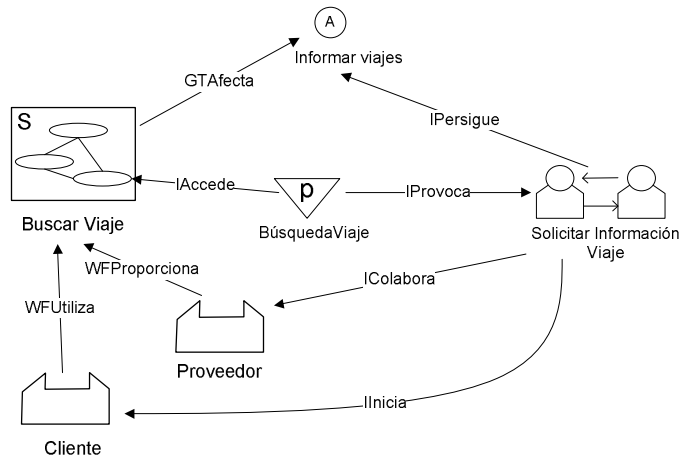 A
Informar viajes
GTAfecta
S
IPersigue
IAccede
p
IProvoca
Buscar Viaje
BúsquedaViaje
Solicitar Información
Viaje
WFProporciona
IColabora
WFUtiliza
Proveedor
IInicia
Cliente